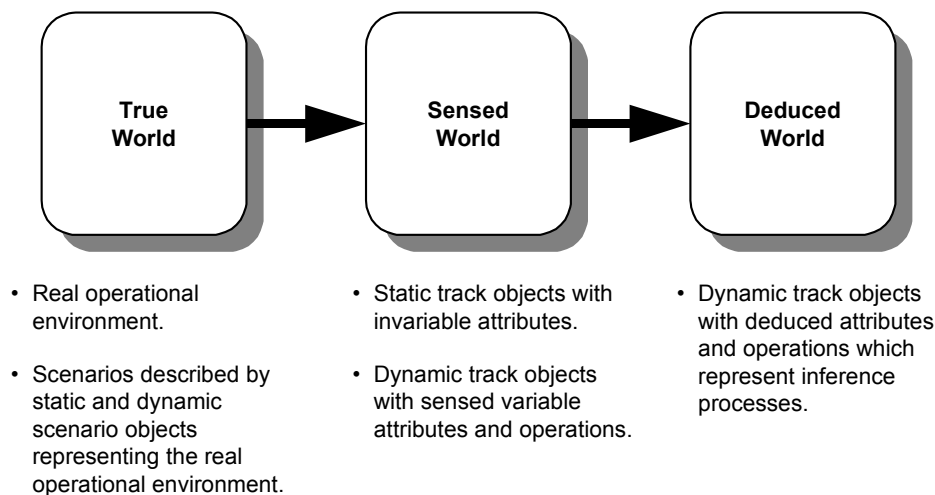 True
World
Sensed
World
Deduced
World
• Real operational
environment.
• Scenarios described by
static and dynamic
scenario objects
representing the real
operational environment.
• Static track objects with
invariable attributes.
• Dynamic track objects
with sensed variable
attributes and operations.
• Dynamic track objects
with deduced attributes
and operations which
represent inference
processes.